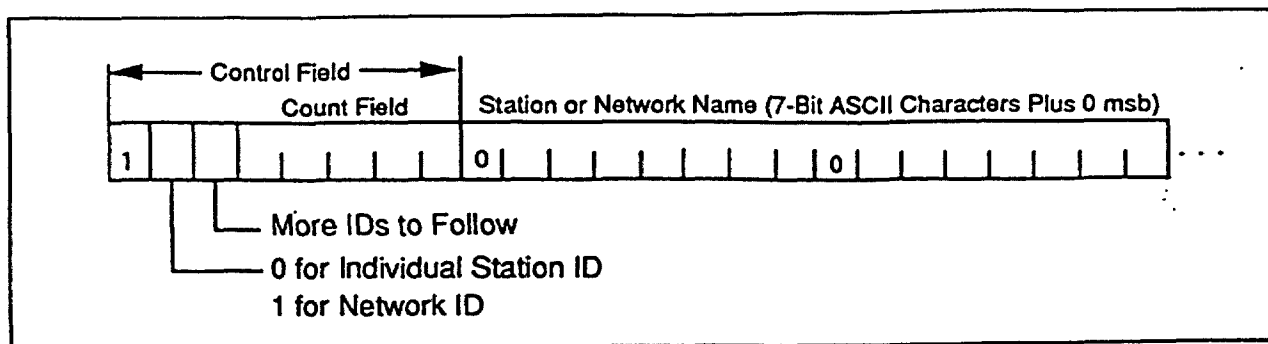 Control Field
Count Field
Station or Network Name (7-Bit ASCII Characters Plus 0 msb)
1 0 0 . . .
More IDs to Follow
0 for Individual Station ID
1 for Network ID